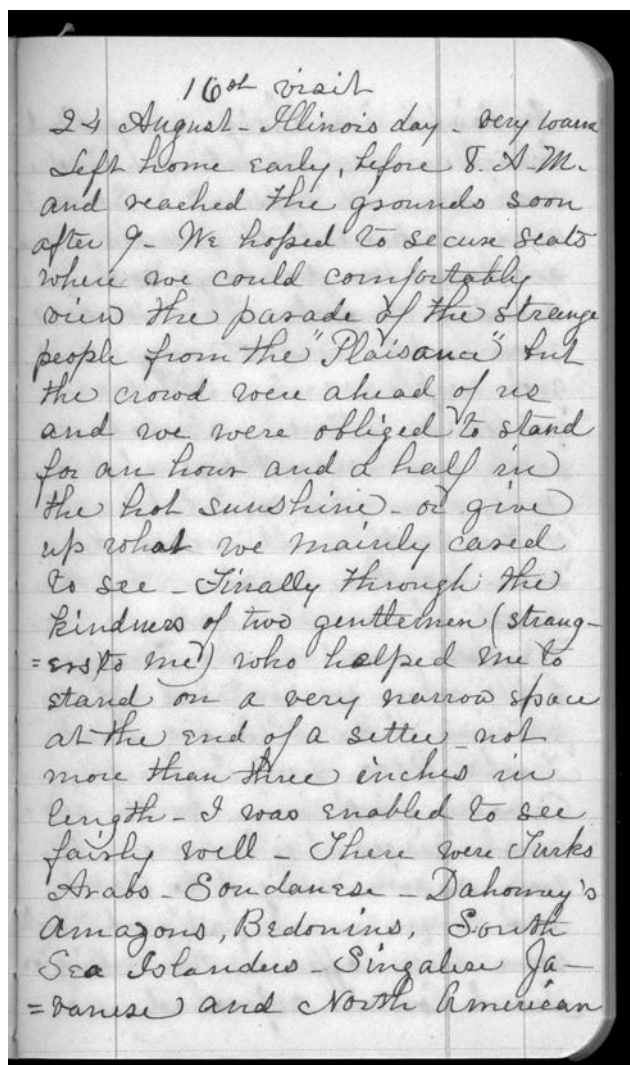 16th visit
24 August - Illinois day - very warm
Left home early, before 8. A.M.
and reached the grounds soon
after 9 - We hoped to secure seats
where we could comfortably
view the parade of the strange
people from the "Plaisance" but
the crowd were ahead of us
and we were obliged to stand
for an hour and a half in
the hot sunshine - or give
up what we mainly cared
to see - Finally through the
kindness of two gentlemen (strang-
=ers to me) who helped me to
stand on a very narrow space
at the end of a settee not
more than three inches in
length - I was enabled to see
fairly well - There were Turks
Arabs - Soudanese - Dahomey's
Amazons, Bedouins, South
Sea Islanders - Singalese Ja-
=vanese and North American